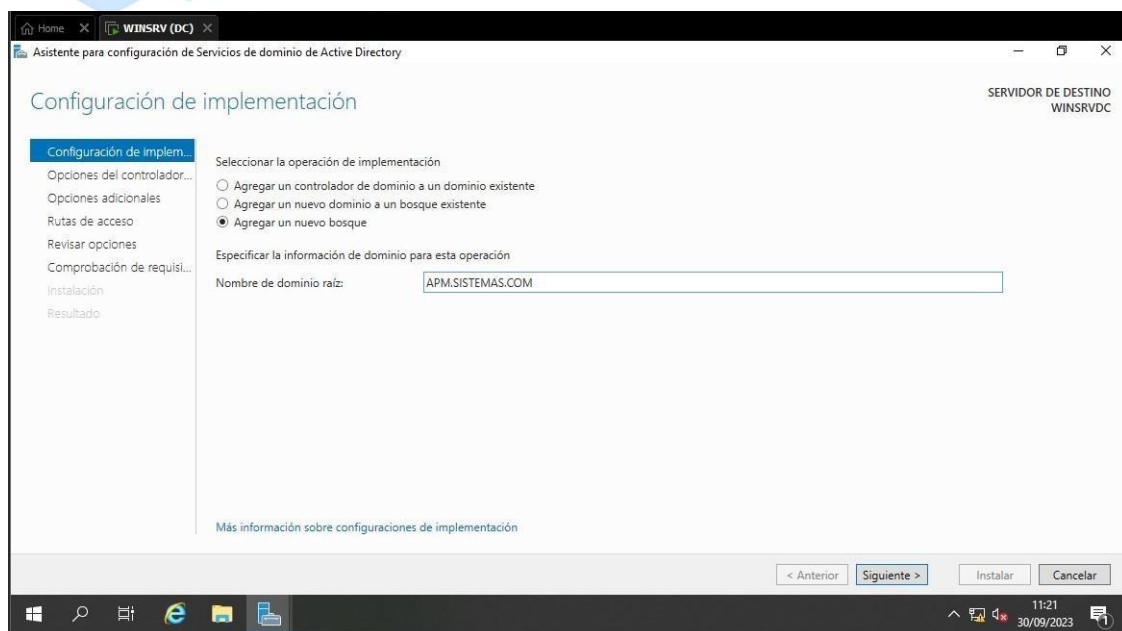 Home
WINSRV (DC)
Asistente para configuración de Servicios de dominio de Active Directory
Configuración de implementación
SERVIDOR DE DESTINO
WINSRVDC
Configuración de implem...
Opciones del controlador...
Opciones adicionales
Rutas de acceso
Revisar opciones
Comprobación de requisi...
Instalación
Resultado
Seleccionar la operación de implementación
Agregar un controlador de dominio a un dominio existente
Agregar un nuevo dominio a un bosque existente
Agregar un nuevo bosque
Especificar la información de dominio para esta operación
Nombre de dominio raíz: APM.SISTEMAS.COM
Más información sobre configuraciones de implementación
< Anterior Siguiente > Instalar Cancelar
11:21
30/09/2023
1